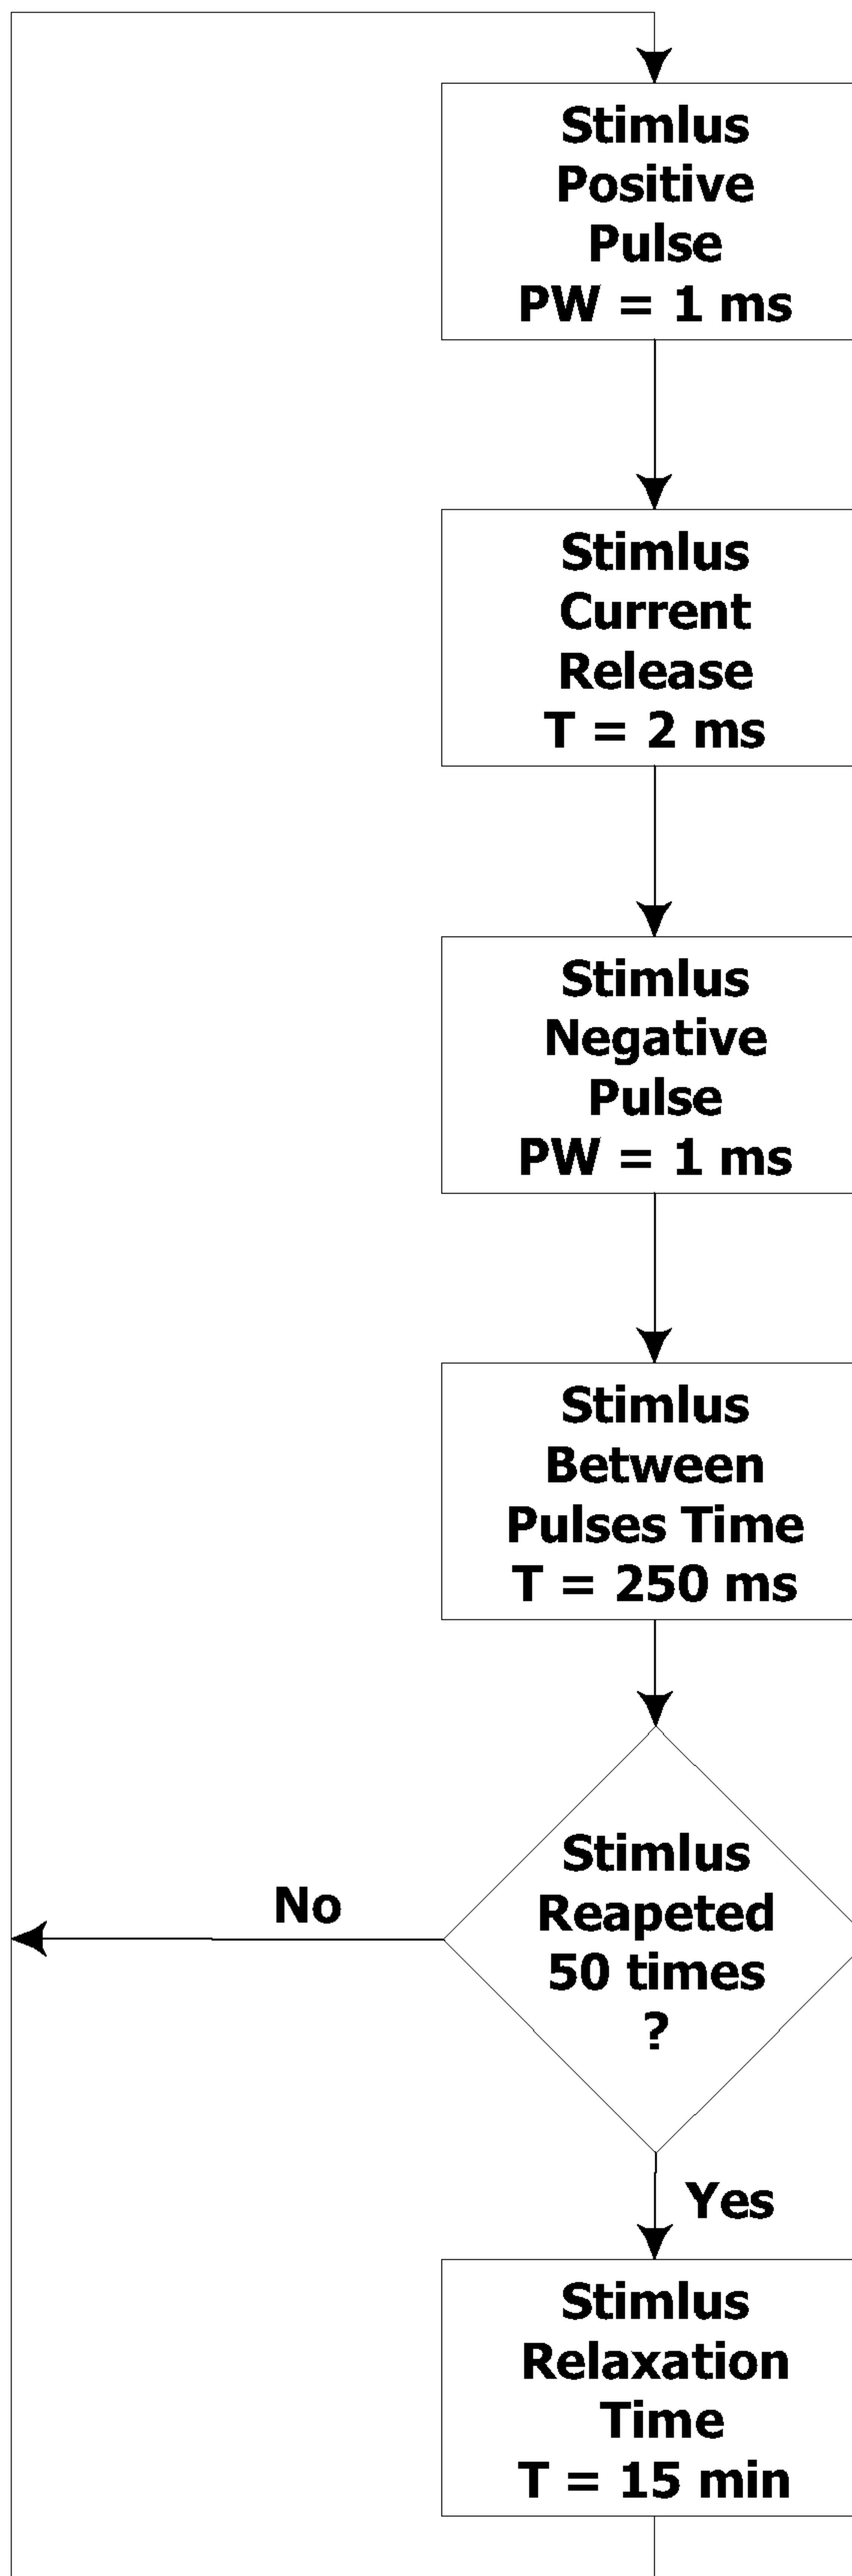 Stimlus
Positive
Pulse
PW = 1 ms
Stimlus
Current
Release
T = 2 ms
Stimlus
Negative
Pulse
PW = 1 ms
Stimlus
Between
Pulses Time
T = 250 ms
Stimlus
Reapeted
50 times
?
No
Yes
Stimlus
Relaxation
Time
T = 15 min